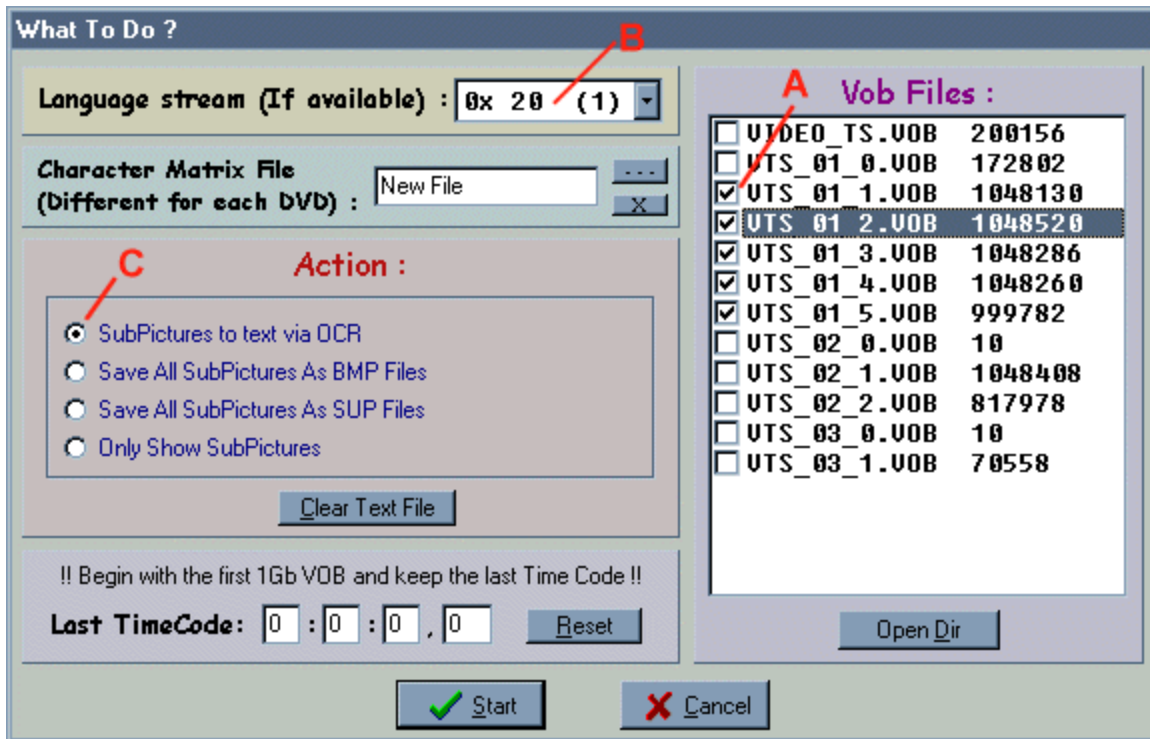 What To Do ?
B
Language stream (If available) : 0x 20 (1)
Character Matrix File
(Different for each DVD) : New File
...
X
C
Action :
SubPictures to text via OCR
Save All SubPictures As BMP Files
Save All SubPictures As SUP Files
Only Show SubPictures
Clear Text File
!! Begin with the first 1Gb VOB and keep the last Time Code !!
Last TimeCode: 0 : 0 : 0 , 0 Reset
A
Vob Files :
VIDEO_TS.VOB 200156
VTS_01_0.VOB 172802
VTS_01_1.VOB 1048130
VTS_01_2.VOB 1048520
VTS_01_3.VOB 1048286
VTS_01_4.VOB 1048260
VTS_01_5.VOB 999782
VTS_02_0.VOB 10
VTS_02_1.VOB 1048408
VTS_02_2.VOB 817978
VTS_03_0.VOB 10
VTS_03_1.VOB 70558
Open Dir
Start
Cancel